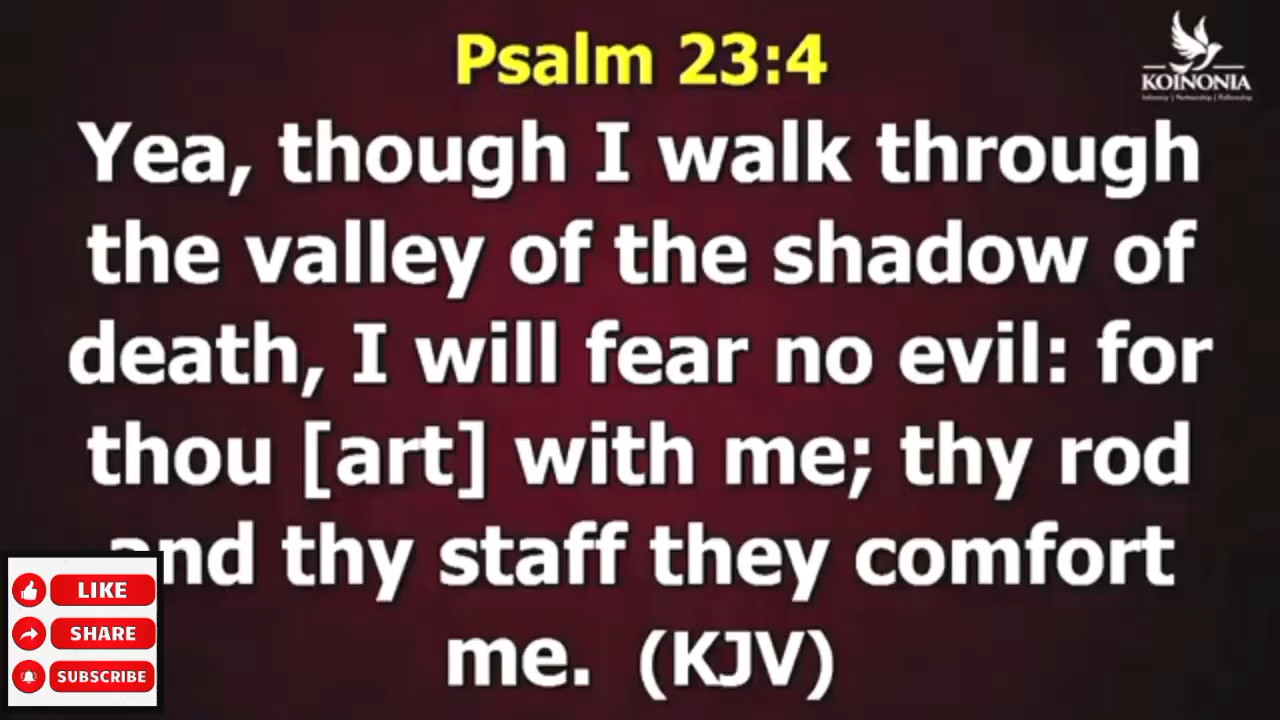 Psalm 23:4
KOINONIA
Yea, though I walk through
the valley of the shadow of
death, I will fear no evil: for
thou [art] with me; thy rod
and thy staff they comfort
me. (KJV)
LIKE
SHARE
SUBSCRIBE